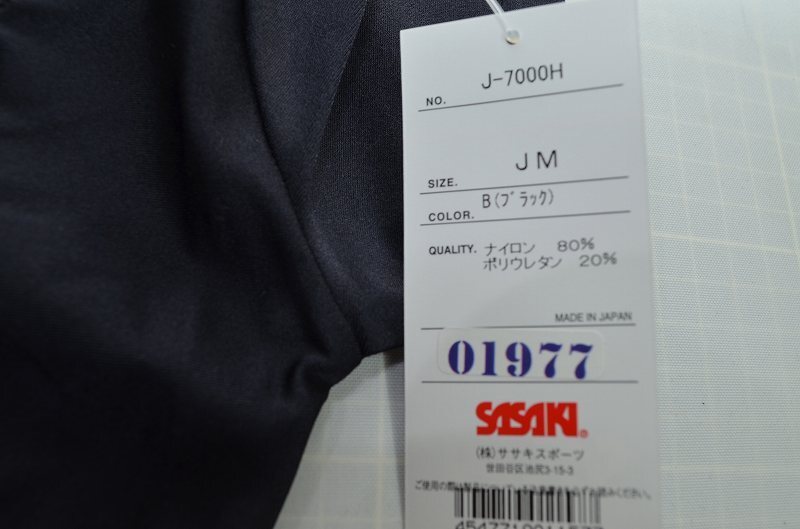 NO. J-7000H
SIZE. JM
COLOR. B(ブラック)
QUALITY. ナイロン 80%
ポリウレタン 20%
MADE IN JAPAN
01977
SASAKI®
(株)ササキスポーツ
世田谷区池尻3-15-3